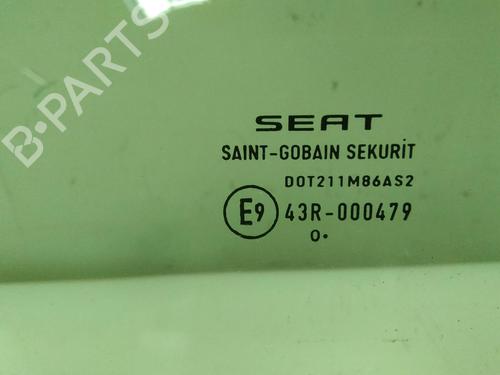 B-PARTS
SEAT
SAINT-GOBAIN SEKURIT
DOT211M86AS2
E9 43R-000479
O•